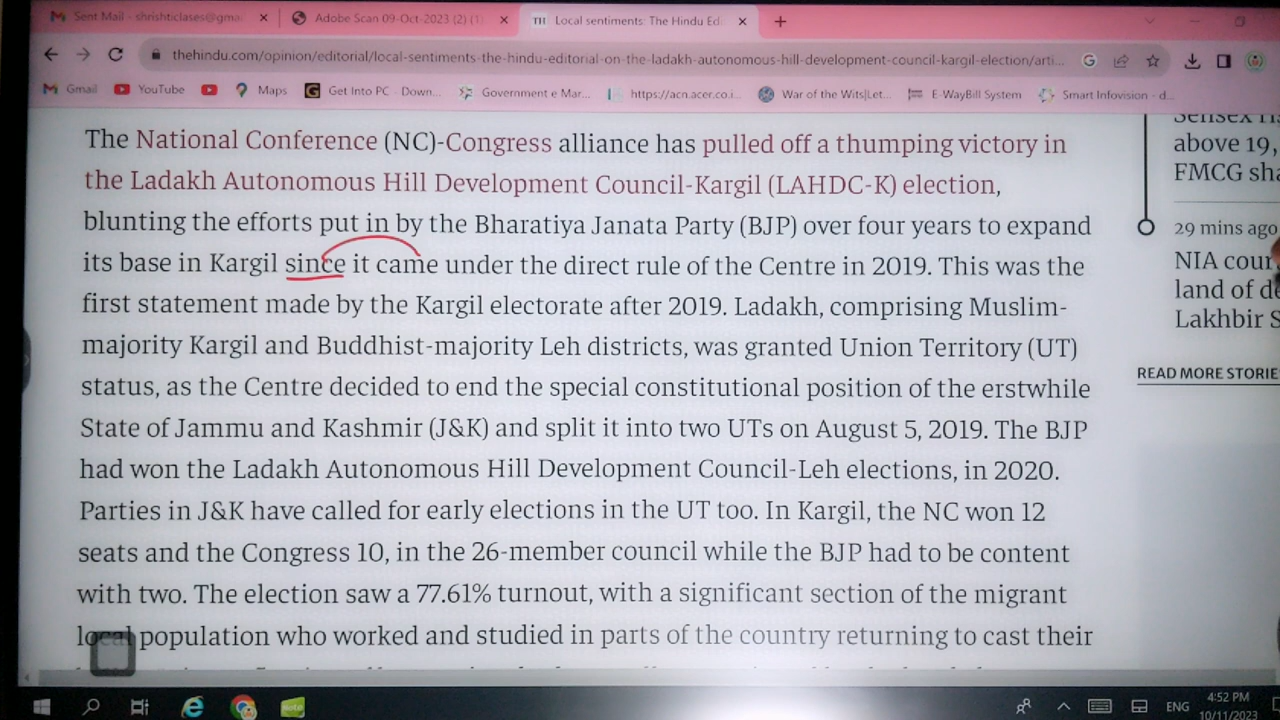 Sent Mail - shrishticlases@gma
Adobe Scan 09-Oct-2023 (2) (1)
TH Local sentiments: The Hindu Ed
thehindu.com/opinion/editorial/local-sentiments-the-hindu-editorial-on-the-ladakh-autonomous-hill-development-council-kargil-election/arti...
Gmail YouTube Maps Get Into PC - Down... Government e Mar... https://acn.acer.co.i... War of the Wits|Let... E-WayBill System Smart Infovision - d...
The National Conference (NC)-Congress alliance has pulled off a thumping victory in
the Ladakh Autonomous Hill Development Council-Kargil (LAHDC-K) election,
blunting the efforts put in by the Bharatiya Janata Party (BJP) over four years to expand
its base in Kargil since it came under the direct rule of the Centre in 2019. This was the
first statement made by the Kargil electorate after 2019. Ladakh, comprising Muslim-
majority Kargil and Buddhist-majority Leh districts, was granted Union Territory (UT)
status, as the Centre decided to end the special constitutional position of the erstwhile
State of Jammu and Kashmir (J&K) and split it into two UTs on August 5, 2019. The BJP
had won the Ladakh Autonomous Hill Development Council-Leh elections, in 2020.
Parties in J&K have called for early elections in the UT too. In Kargil, the NC won 12
seats and the Congress 10, in the 26-member council while the BJP had to be content
with two. The election saw a 77.61% turnout, with a significant section of the migrant
local population who worked and studied in parts of the country returning to cast their
above 19,
FMCG sha
29 mins ago
NIA cour
land of de
Lakhbir S
READ MORE STORIE
ENG
4:52 PM
10/11/2023